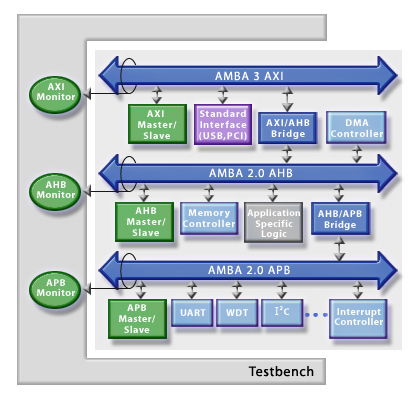 AMBA 3 AXI
AXI
Monitor
AXI
Master/
Slave
Standard
Interface
(USB,PCI)
AXI/AHB
Bridge
DMA
Controller
AMBA 2.0 AHB
AHB
Monitor
AHB
Master/
Slave
Memory
Controller
Application
Specific
Logic
AHB/APB
Bridge
AMBA 2.0 APB
APB
Monitor
APB
Master/
Slave
UART
WDT
I²C
Interrupt
Controller
Testbench